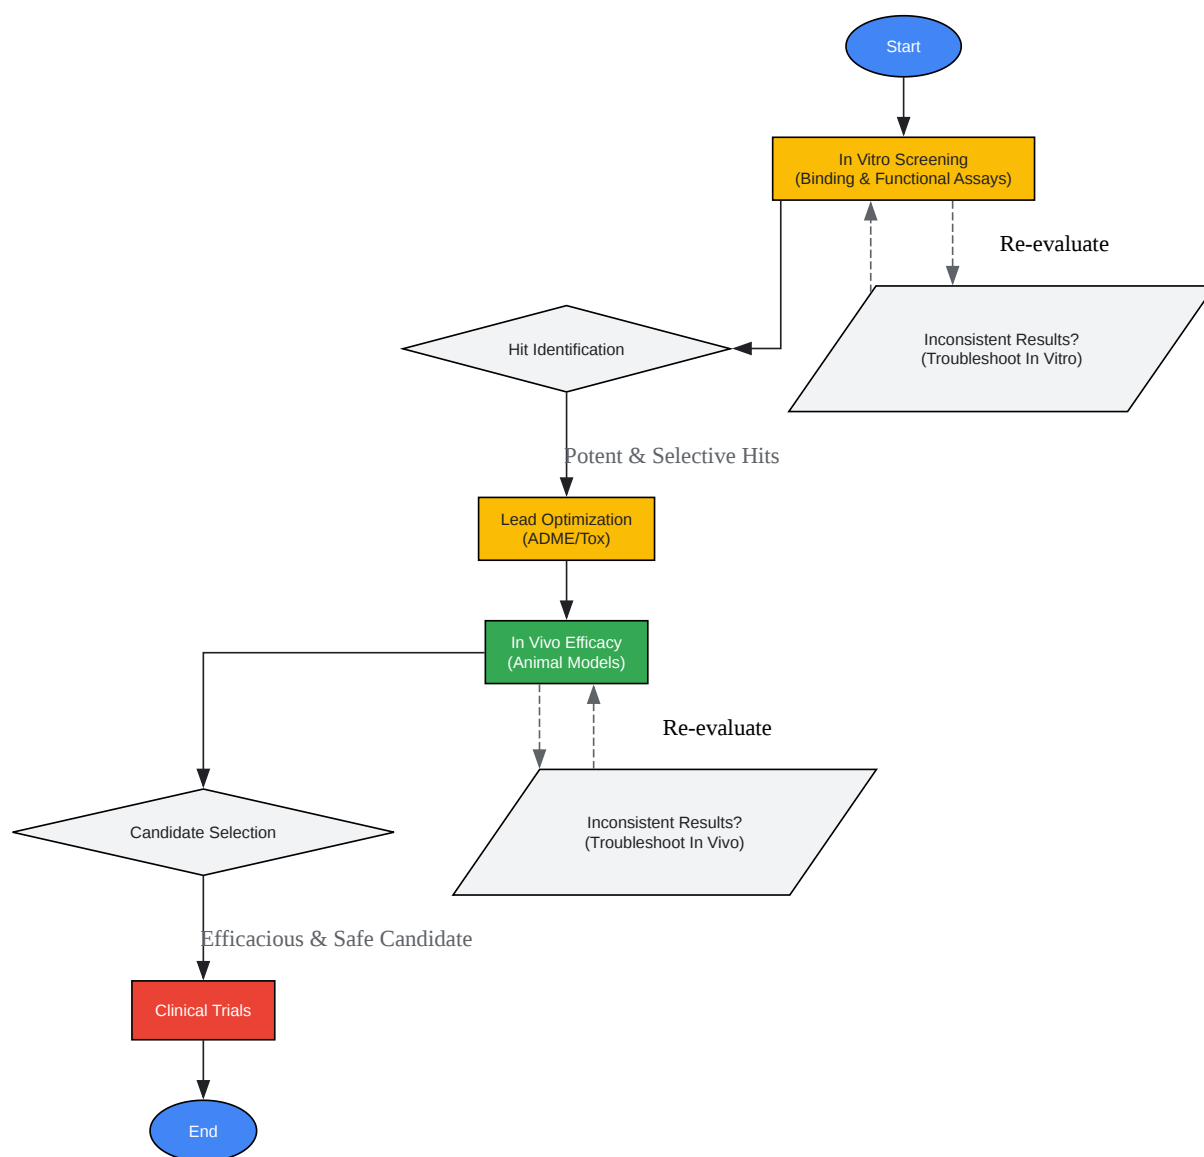 Start
In Vitro Screening
(Binding & Functional Assays)
Re-evaluate
Inconsistent Results?
(Troubleshoot In Vitro)
Hit Identification
Potent & Selective Hits
Lead Optimization
(ADME/Tox)
In Vivo Efficacy
(Animal Models)
Re-evaluate
Inconsistent Results?
(Troubleshoot In Vivo)
Candidate Selection
Efficacious & Safe Candidate
Clinical Trials
End